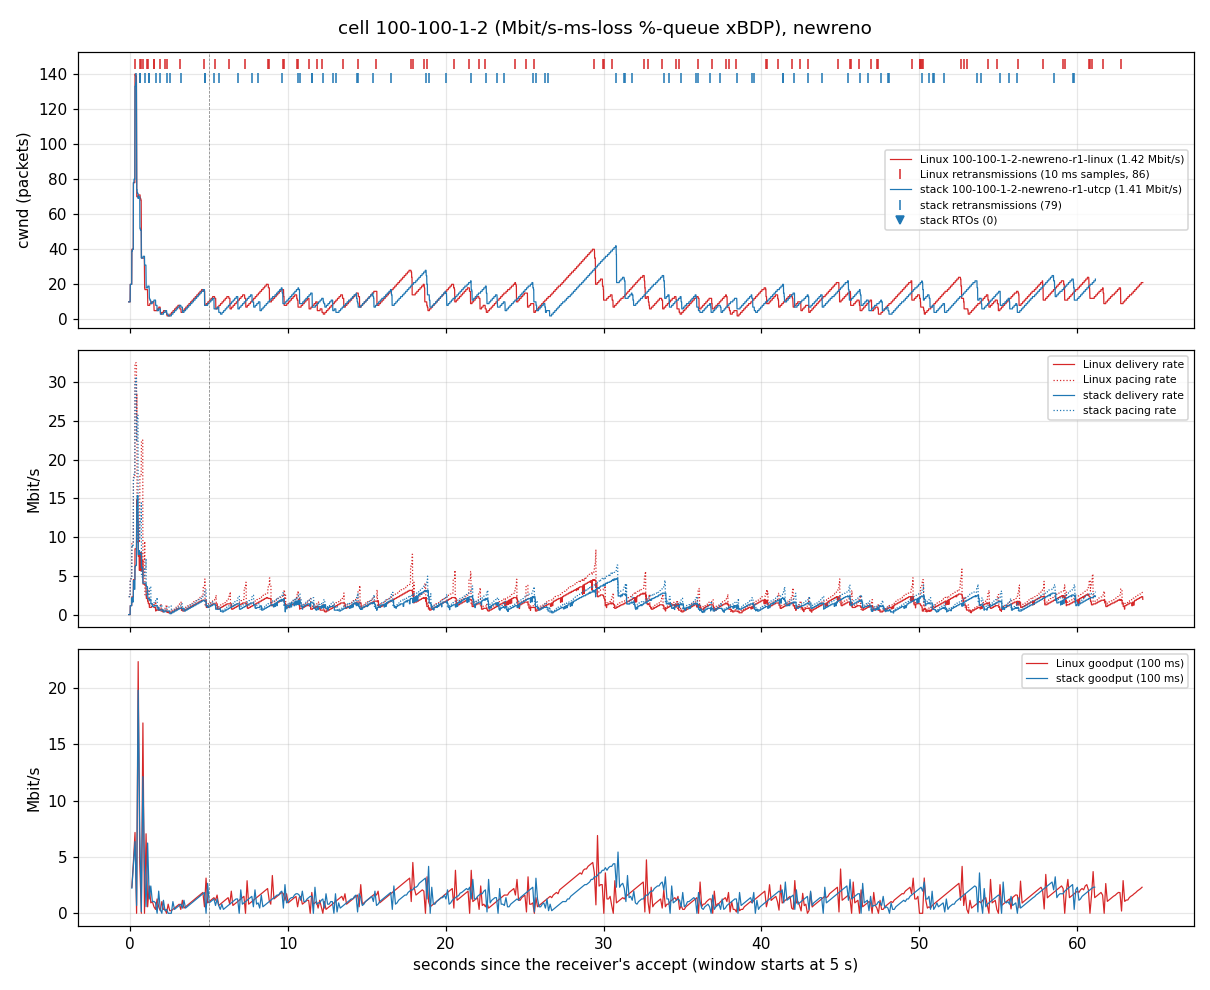 cell 100-100-1-2 (Mbit/s-ms-loss %-queue xBDP), newreno
cwnd (packets)
140
120
100
80
60
40
20
0
Linux 100-100-1-2-newreno-r1-linux (1.42 Mbit/s)
Linux retransmissions (10 ms samples, 86)
stack 100-100-1-2-newreno-r1-utcp (1.41 Mbit/s)
stack retransmissions (79)
stack RTOs (0)
Mbit/s
30
25
20
15
10
5
0
Linux delivery rate
Linux pacing rate
stack delivery rate
stack pacing rate
Mbit/s
20
15
10
5
0
Linux goodput (100 ms)
stack goodput (100 ms)
0 10 20 30 40 50 60
seconds since the receiver's accept (window starts at 5 s)